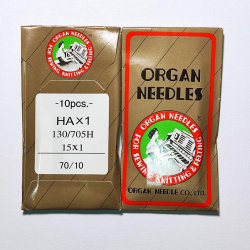 -10pcs.-
HA×1
130/705H
15×1
70/10
ORGAN
NEEDLES
ORGAN NEEDLES
FOR SEWING, KNITTING & FELTING
ORGAN NEEDLE CO., LTD.